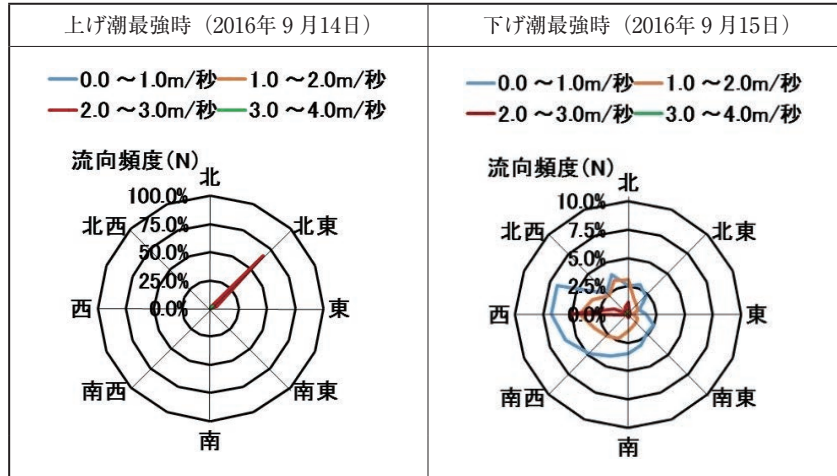 上げ潮最強時（2016年9月14日）
0.0 ～1.0m/秒 1.0 ～2.0m/秒
2.0 ～3.0m/秒 3.0 ～4.0m/秒
流向頻度(N)
北
100.0%
75.0%
50.0%
25.0%
0.0%
北西
北東
西
東
南西
南東
南
下げ潮最強時（2016年9月15日）
0.0 ～1.0m/秒 1.0 ～2.0m/秒
2.0 ～3.0m/秒 3.0 ～4.0m/秒
流向頻度(N)
北
10.0%
7.5%
5.0%
2.5%
0.0%
北西
北東
西
東
南西
南東
南